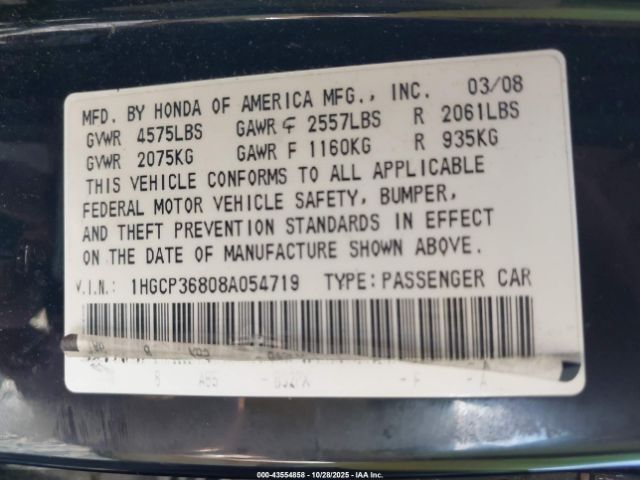 MFD. BY HONDA OF AMERICA MFG., INC. 03/08
GVWR 4575LBS GAWR F 2557LBS R 2061LBS
GVWR 2075KG GAWR F 1160KG R 935KG
THIS VEHICLE CONFORMS TO ALL APPLICABLE
FEDERAL MOTOR VEHICLE SAFETY, BUMPER,
AND THEFT PREVENTION STANDARDS IN EFFECT
ON THE DATE OF MANUFACTURE SHOWN ABOVE.
V.I.N.: 1HGCP36808A054719 TYPE: PASSENGER CAR
000-43554858 | 10/28/2025 - IAA Inc.